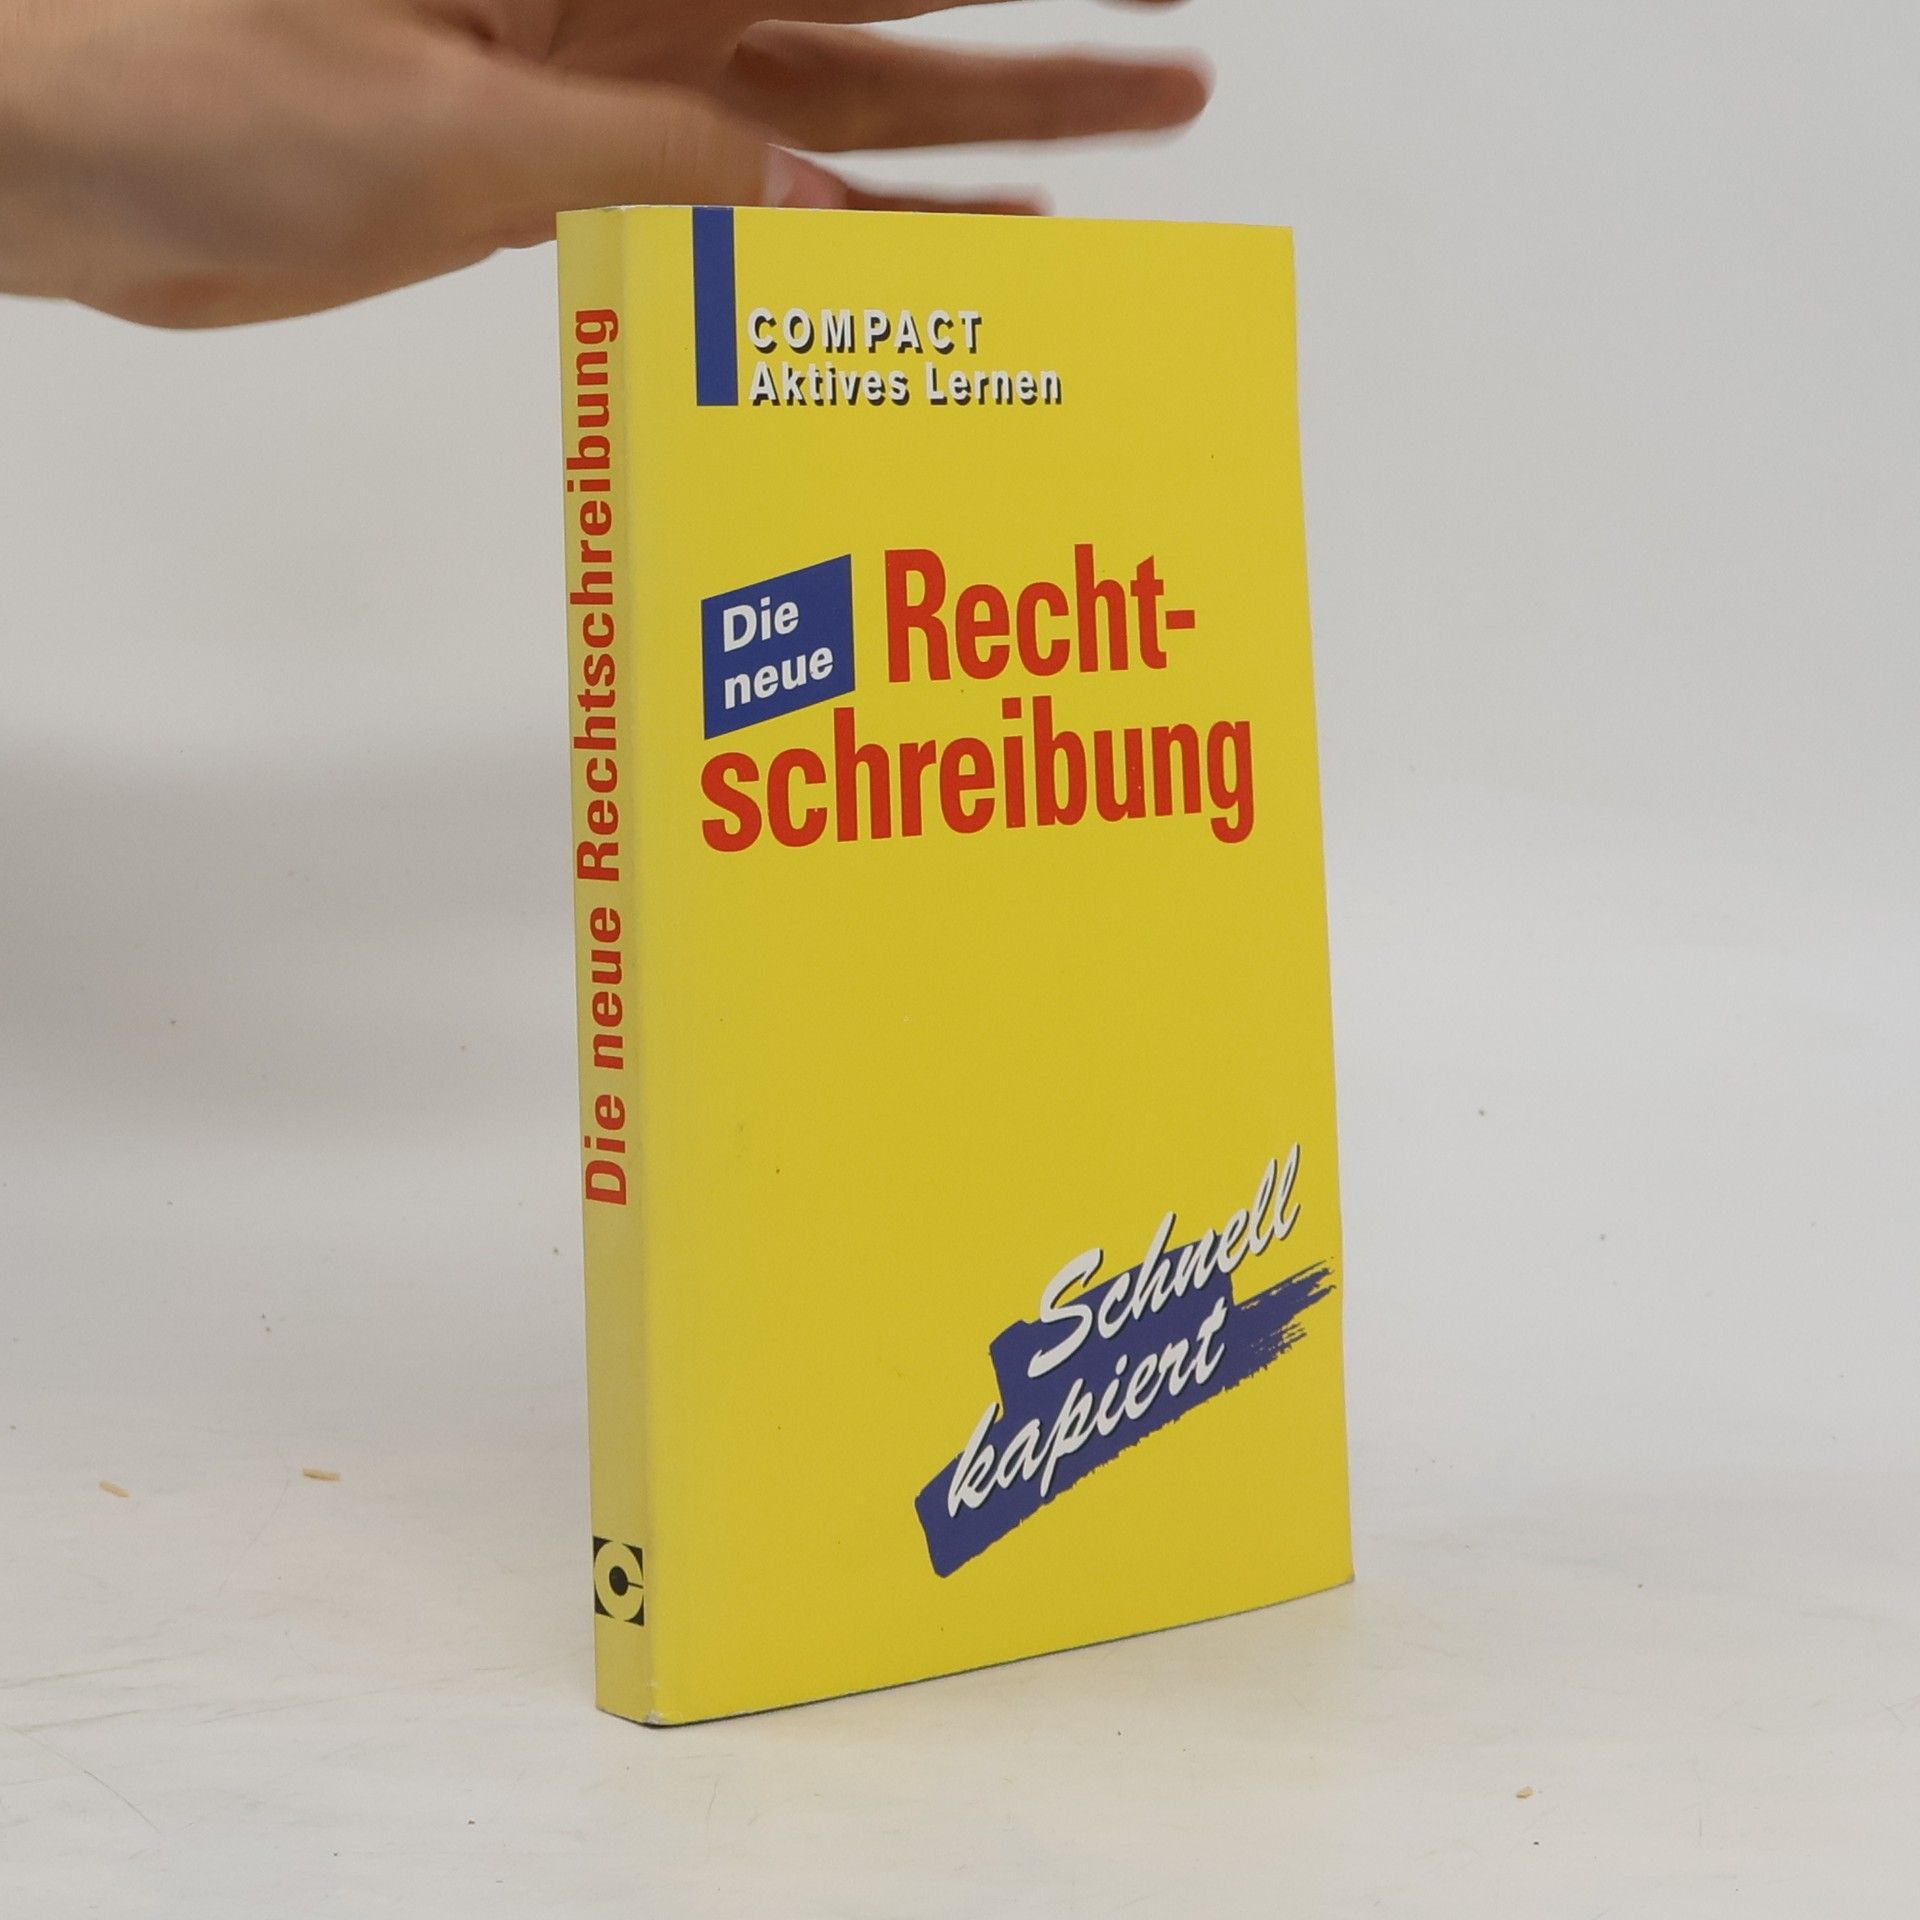 Die neue Rechtschreibung
COMPACT
Aktives Lernen
Die
neue
Recht-
schreibung
Schnell
kapiert